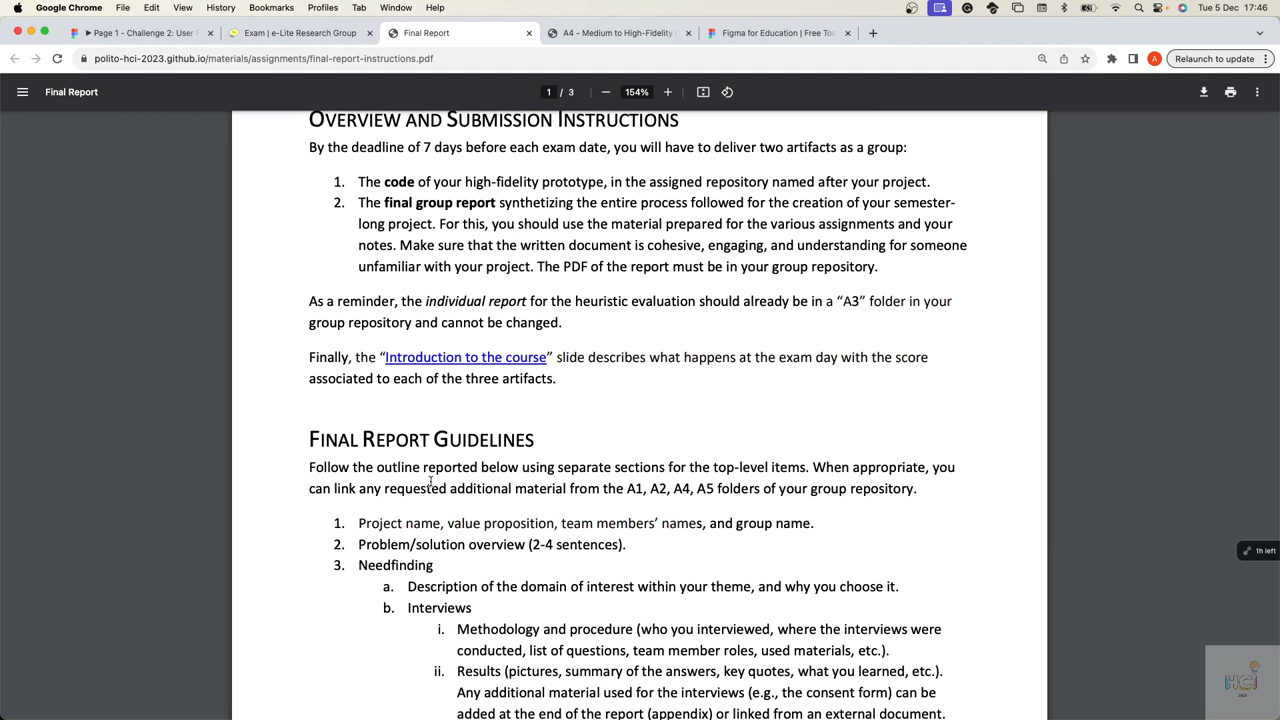 Google Chrome File Edit View History Bookmarks Profiles Tab Window Help Tue 5 Dec 17:46
▶ Page 1 - Challenge 2: User F Exam | e-Lite Research Group Final Report A4 - Medium to High-Fidelity Figma for Education | Free Too
polito-hci-2023.github.io/materials/assignments/final-report-instructions.pdf A Relaunch to update
Final Report 1 / 3 154%
OVERVIEW AND SUBMISSION INSTRUCTIONS
By the deadline of 7 days before each exam date, you will have to deliver two artifacts as a group:
1. The code of your high-fidelity prototype, in the assigned repository named after your project.
2. The final group report synthetizing the entire process followed for the creation of your semester-
long project. For this, you should use the material prepared for the various assignments and your
notes. Make sure that the written document is cohesive, engaging, and understanding for someone
unfamiliar with your project. The PDF of the report must be in your group repository.
As a reminder, the individual report for the heuristic evaluation should already be in a “A3” folder in your
group repository and cannot be changed.
Finally, the “Introduction to the course” slide describes what happens at the exam day with the score
associated to each of the three artifacts.
FINAL REPORT GUIDELINES
Follow the outline reported below using separate sections for the top-level items. When appropriate, you
can link any requested additional material from the A1, A2, A4, A5 folders of your group repository.
1. Project name, value proposition, team members’ names, and group name.
2. Problem/solution overview (2-4 sentences).
3. Needfinding
a. Description of the domain of interest within your theme, and why you choose it.
b. Interviews
i. Methodology and procedure (who you interviewed, where the interviews were
conducted, list of questions, team member roles, used materials, etc.).
ii. Results (pictures, summary of the answers, key quotes, what you learned, etc.).
Any additional material used for the interviews (e.g., the consent form) can be
added at the end of the report (appendix) or linked from an external document.
1h left
HCI
2023